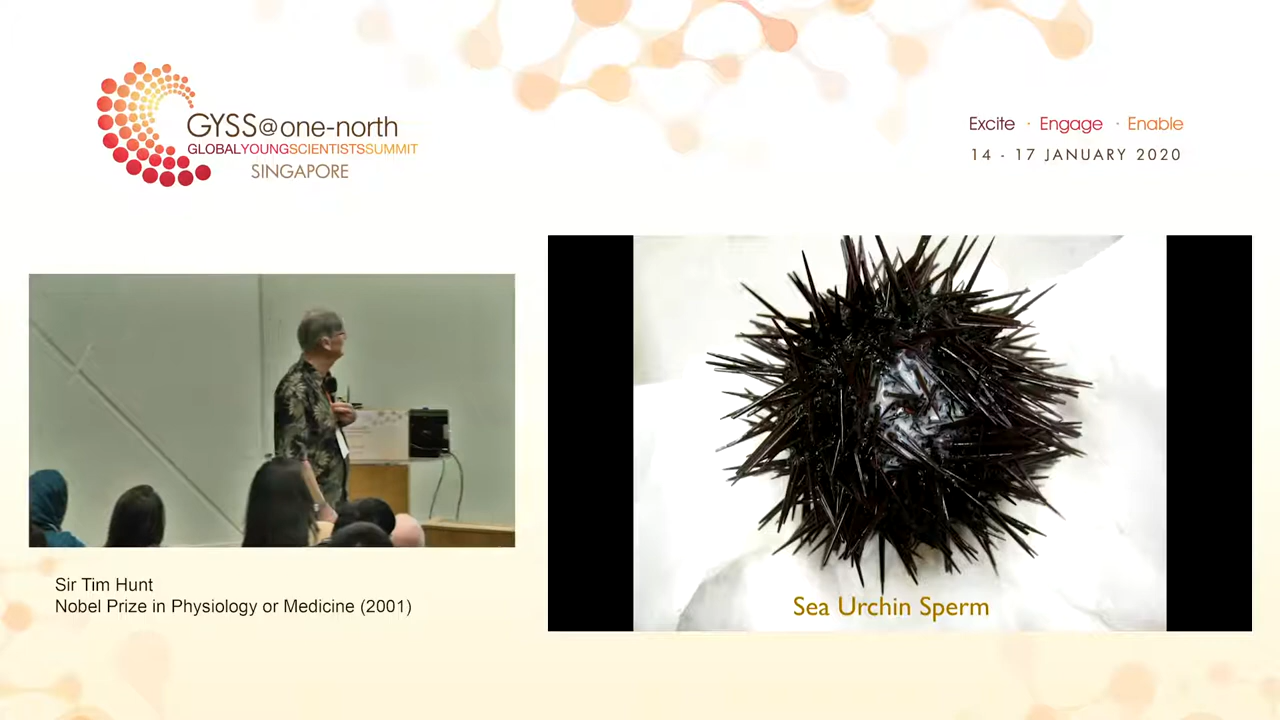 GYSS@one-north
GLOBALYOUNGSCIENTISTSSUMMIT
SINGAPORE
Excite · Engage · Enable
14 - 17 JANUARY 2020
Sea Urchin Sperm
Sir Tim Hunt
Nobel Prize in Physiology or Medicine (2001)